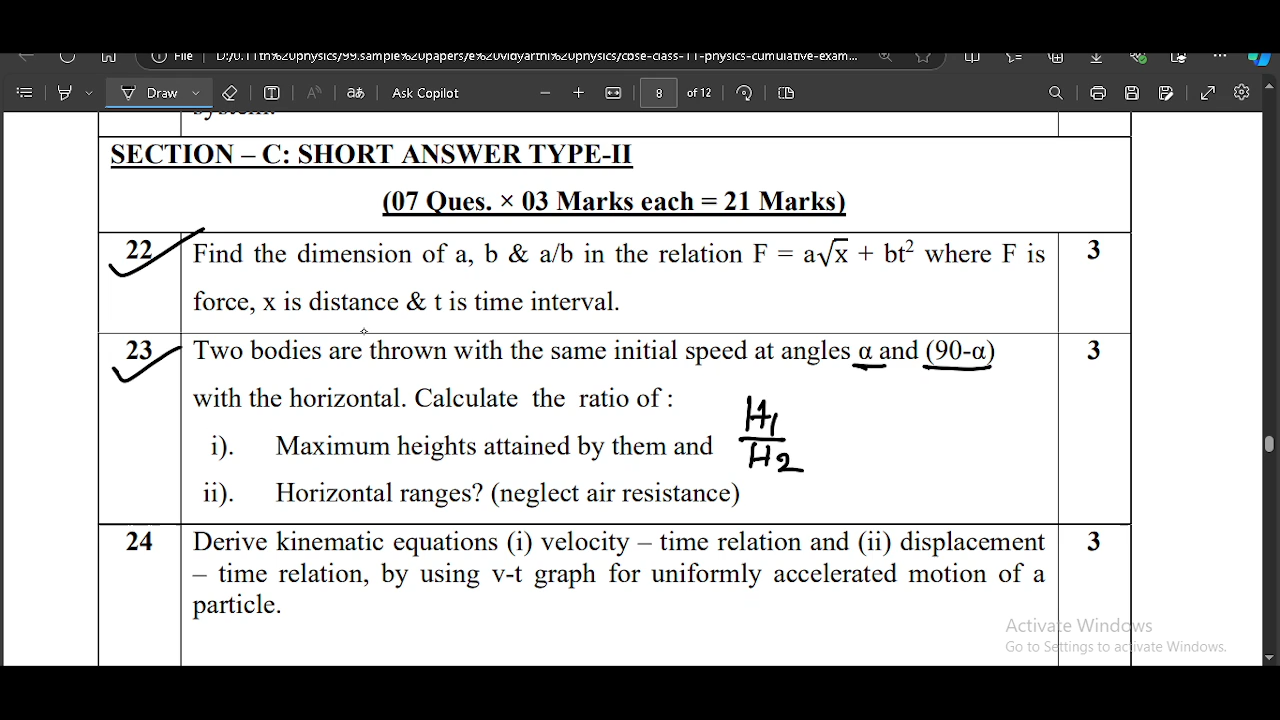 File D:/0.11th%20physics/99.sample%20papers/e%20vidyarthi%20physics/cbse-class-11-physics-cumulative-exam...
Draw Ask Copilot 8 of 12
system.
SECTION – C: SHORT ANSWER TYPE-II
(07 Ques. × 03 Marks each = 21 Marks)
22 Find the dimension of a, b & a/b in the relation F = a√x + bt² where F is 3
force, x is distance & t is time interval.
23 Two bodies are thrown with the same initial speed at angles α and (90-α) 3
with the horizontal. Calculate the ratio of :
H1
i). Maximum heights attained by them and
H2
ii). Horizontal ranges? (neglect air resistance)
24 Derive kinematic equations (i) velocity – time relation and (ii) displacement 3
– time relation, by using v-t graph for uniformly accelerated motion of a
particle.
Activate Windows
Go to Settings to activate Windows.